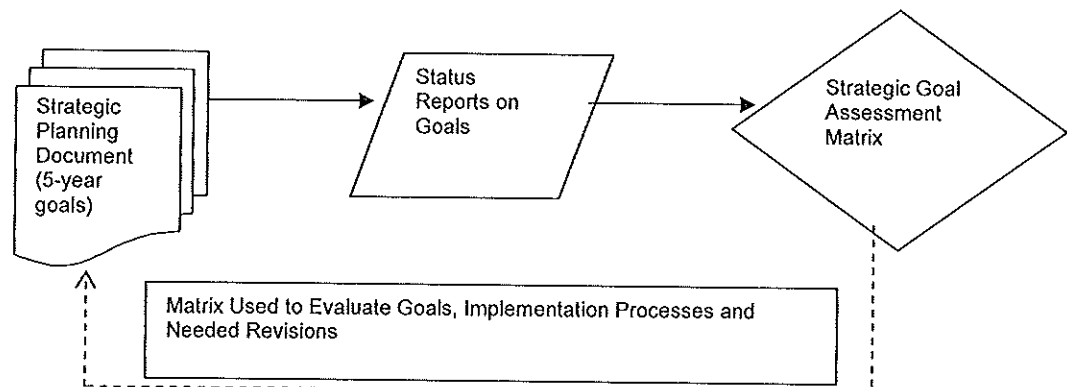 Strategic
Planning
Document
(5-year
goals)
Status
Reports on
Goals
Strategic Goal
Assessment
Matrix
Matrix Used to Evaluate Goals, Implementation Processes and
Needed Revisions